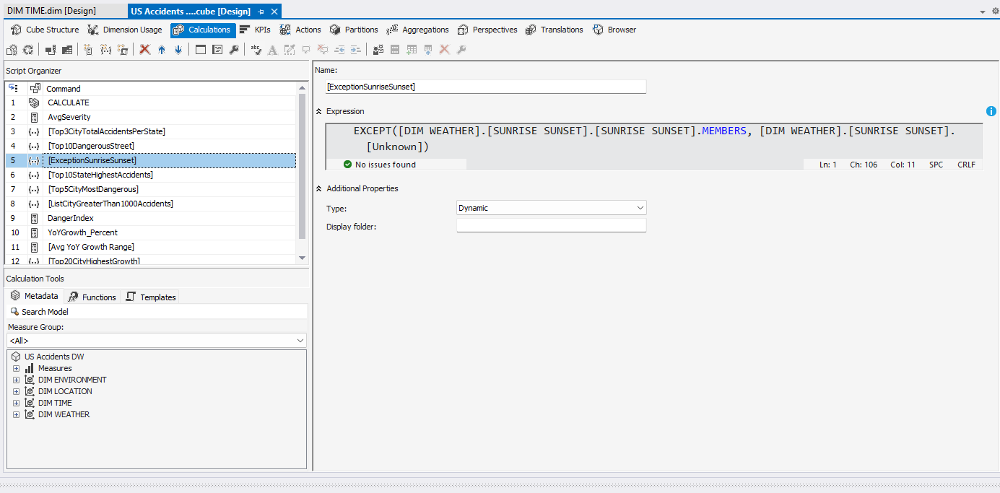 DIM TIME.dim [Design]
US Accidents ....cube [Design]
Cube Structure
Dimension Usage
Calculations
KPIs
Actions
Partitions
Aggregations
Perspectives
Translations
Browser
Script Organizer
Command
1 CALCULATE
2 AvgSeverity
3 [Top3CityTotalAccidentsPerState]
4 [Top10DangerousStreet]
5 [ExceptionSunriseSunset]
6 [Top10StateHighestAccidents]
7 [Top5CityMostDangerous]
8 [ListCityGreaterThan1000Accidents]
9 DangerIndex
10 YoYGrowth_Percent
11 [Avg YoY Growth Range]
12 [Top20CityHighestGrowth]
Calculation Tools
Metadata
Functions
Templates
Search Model
Measure Group:
<All>
US Accidents DW
Measures
DIM ENVIRONMENT
DIM LOCATION
DIM TIME
DIM WEATHER
Name:
[ExceptionSunriseSunset]
Expression
EXCEPT([DIM WEATHER].[SUNRISE SUNSET].[SUNRISE SUNSET].MEMBERS, [DIM WEATHER].[SUNRISE SUNSET].
[Unknown])
No issues found
Ln: 1 Ch: 106 Col: 11 SPC CRLF
Additional Properties
Type:
Dynamic
Display folder: